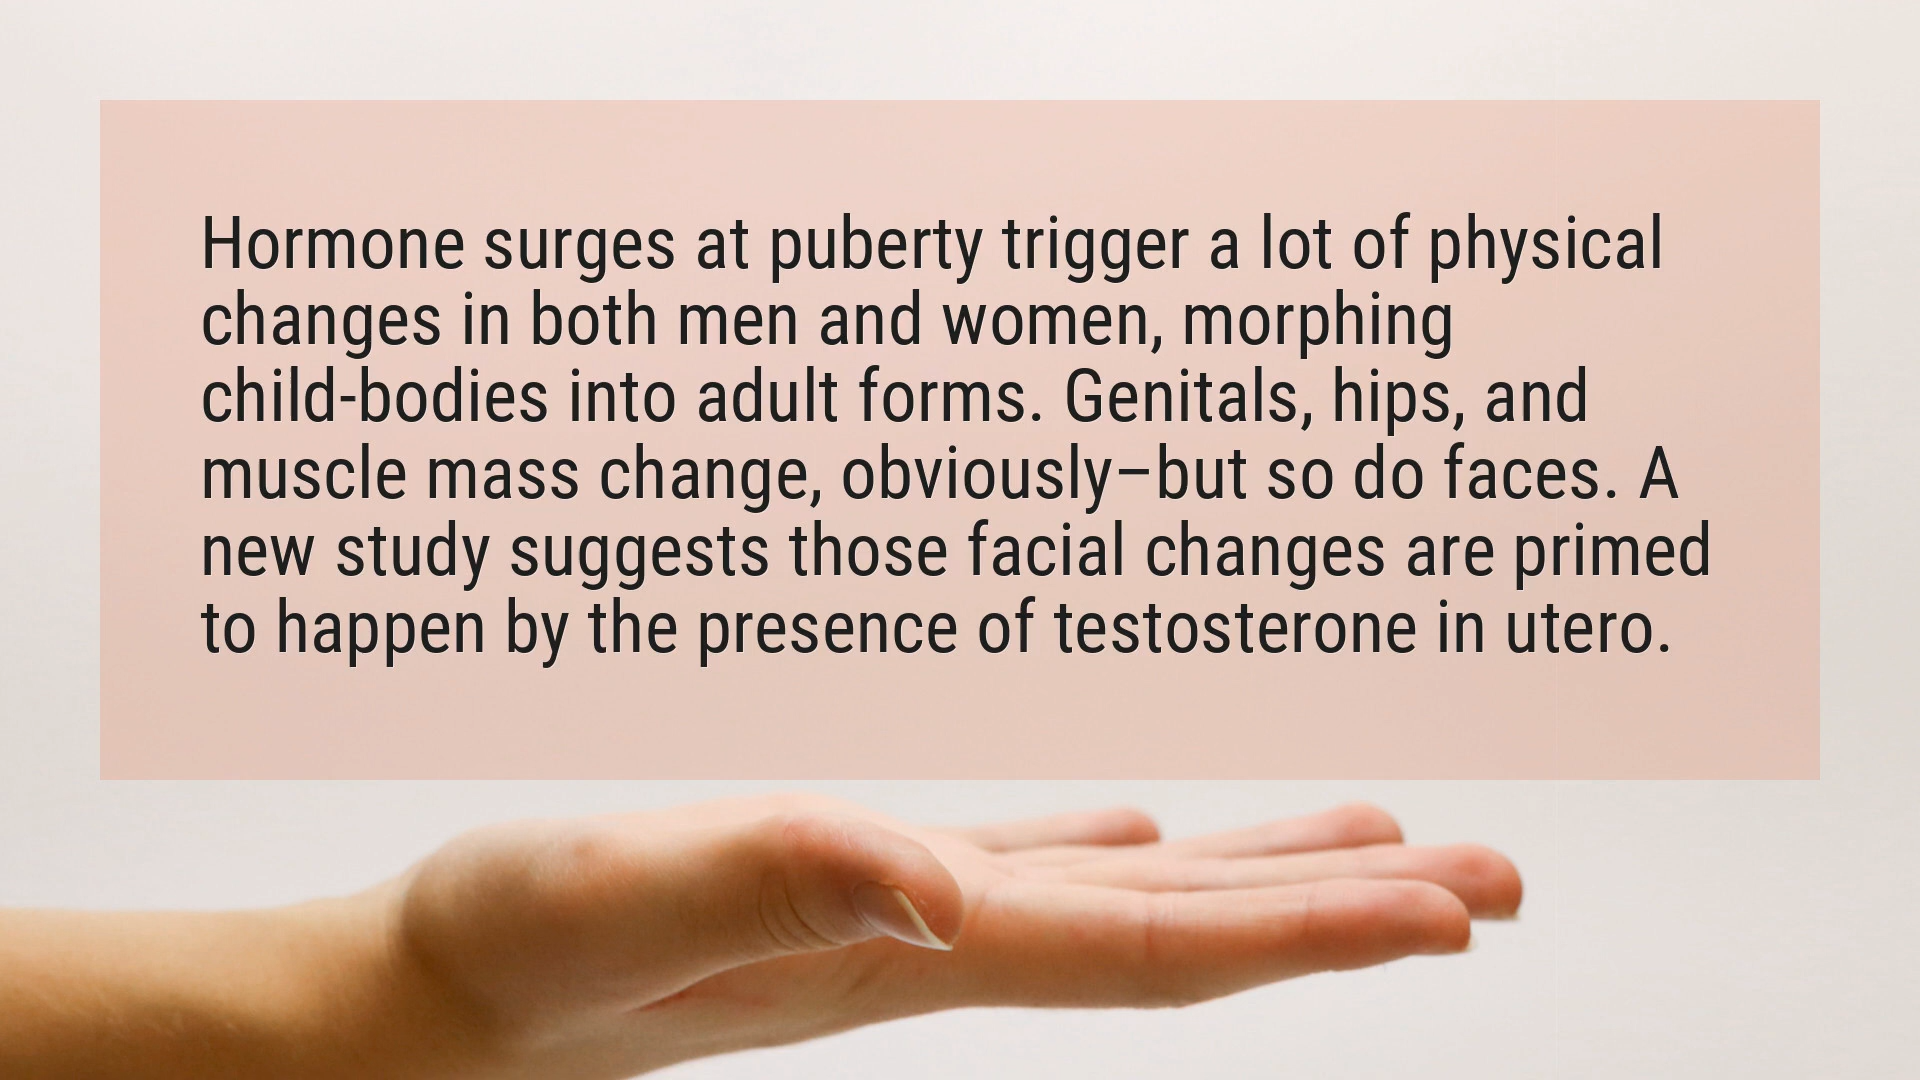 Hormone surges at puberty trigger a lot of physical
changes in both men and women, morphing
child-bodies into adult forms. Genitals, hips, and
muscle mass change, obviously–but so do faces. A
new study suggests those facial changes are primed
to happen by the presence of testosterone in utero.